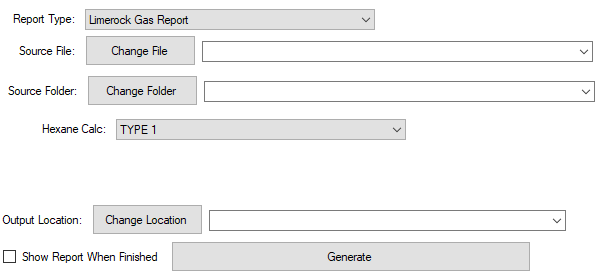 Report Type: Limerock Gas Report
Source File: Change File
Source Folder: Change Folder
Hexane Calc: TYPE 1
Output Location: Change Location
Show Report When Finished Generate